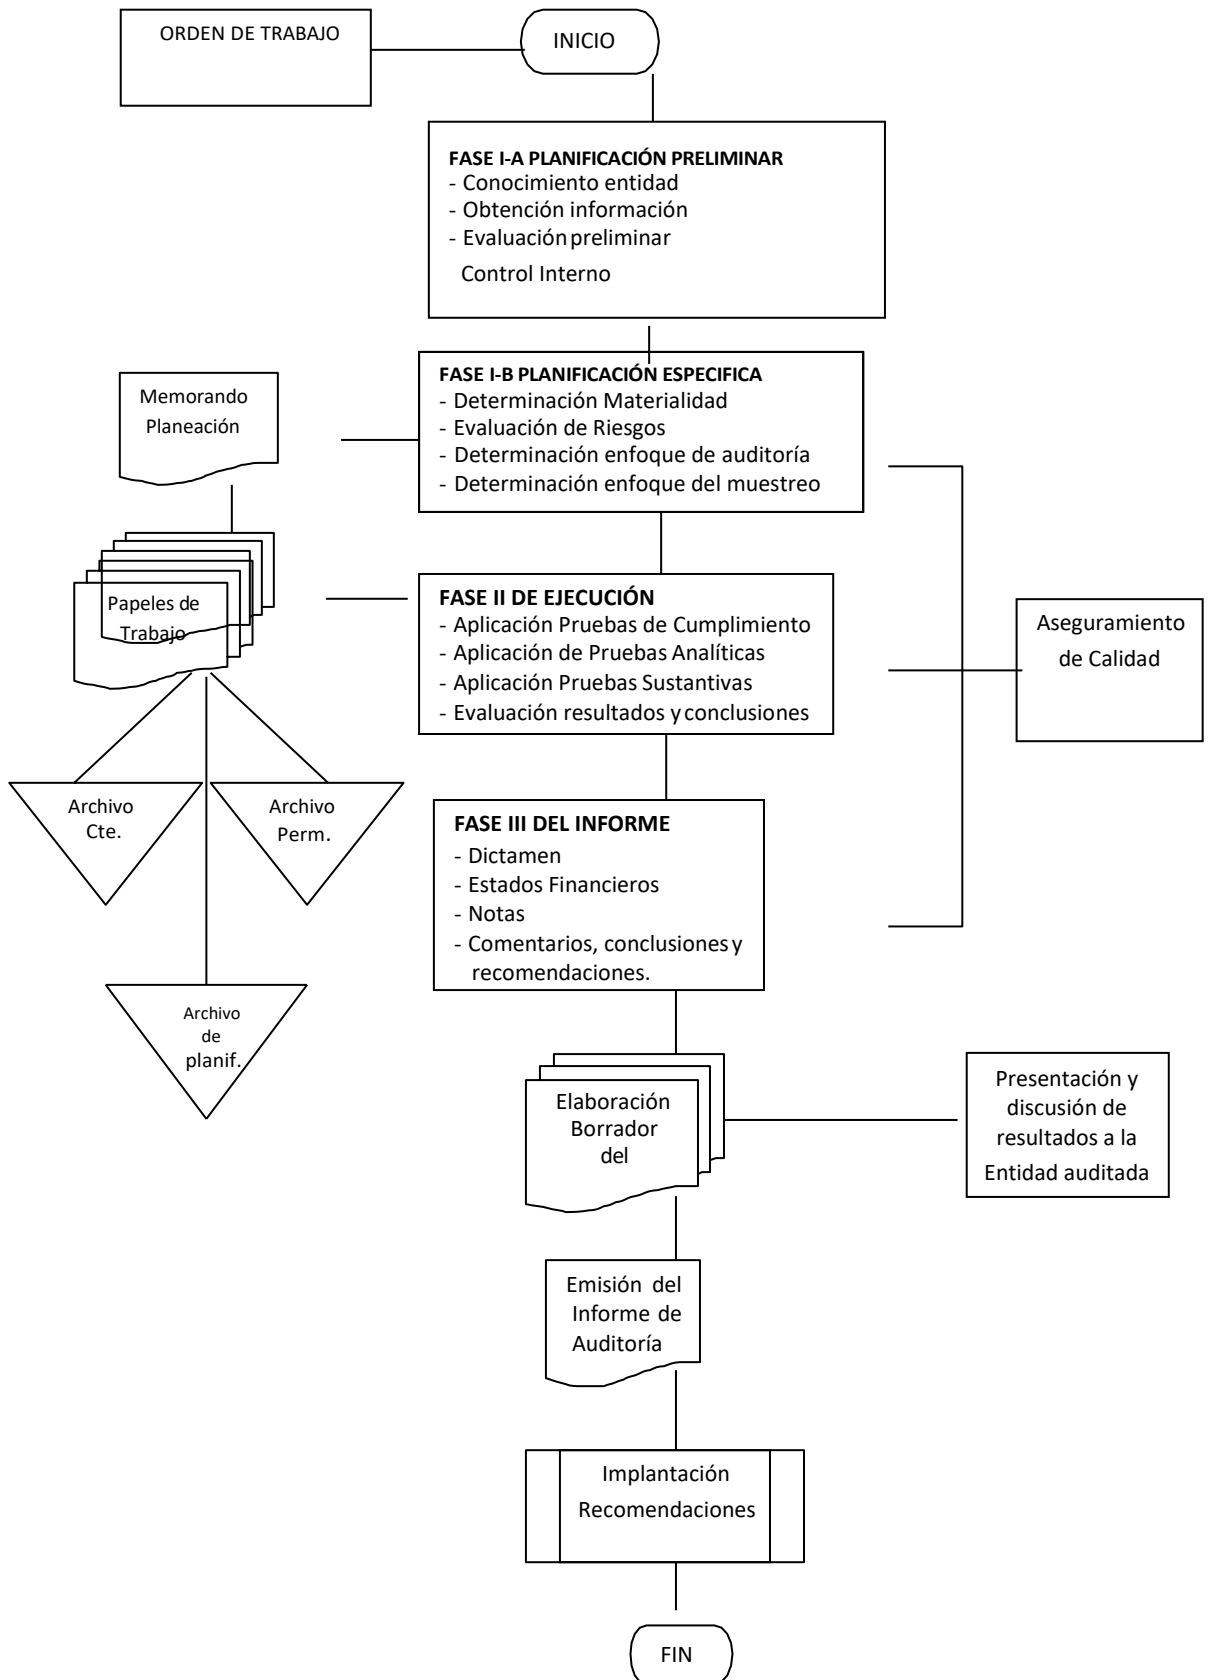 ORDEN DE TRABAJO
INICIO
FASE I-A PLANIFICACIÓN PRELIMINAR
- Conocimiento entidad
- Obtención información
- Evaluación preliminar
Control Interno
Memorando
Planeación
FASE I-B PLANIFICACIÓN ESPECIFICA
- Determinación Materialidad
- Evaluación de Riesgos
- Determinación enfoque de auditoría
- Determinación enfoque del muestreo
Papeles de
Trabajo
FASE II DE EJECUCIÓN
- Aplicación Pruebas de Cumplimiento
- Aplicación de Pruebas Analíticas
- Aplicación Pruebas Sustantivas
- Evaluación resultados y conclusiones
Aseguramiento
de Calidad
Archivo
Cte.
Archivo
Perm.
FASE III DEL INFORME
- Dictamen
- Estados Financieros
- Notas
- Comentarios, conclusiones y
recomendaciones.
Archivo
de
planif.
Elaboración
Borrador
del
Presentación y
discusión de
resultados a la
Entidad auditada
Emisión del
Informe de
Auditoría
Implantación
Recomendaciones
FIN